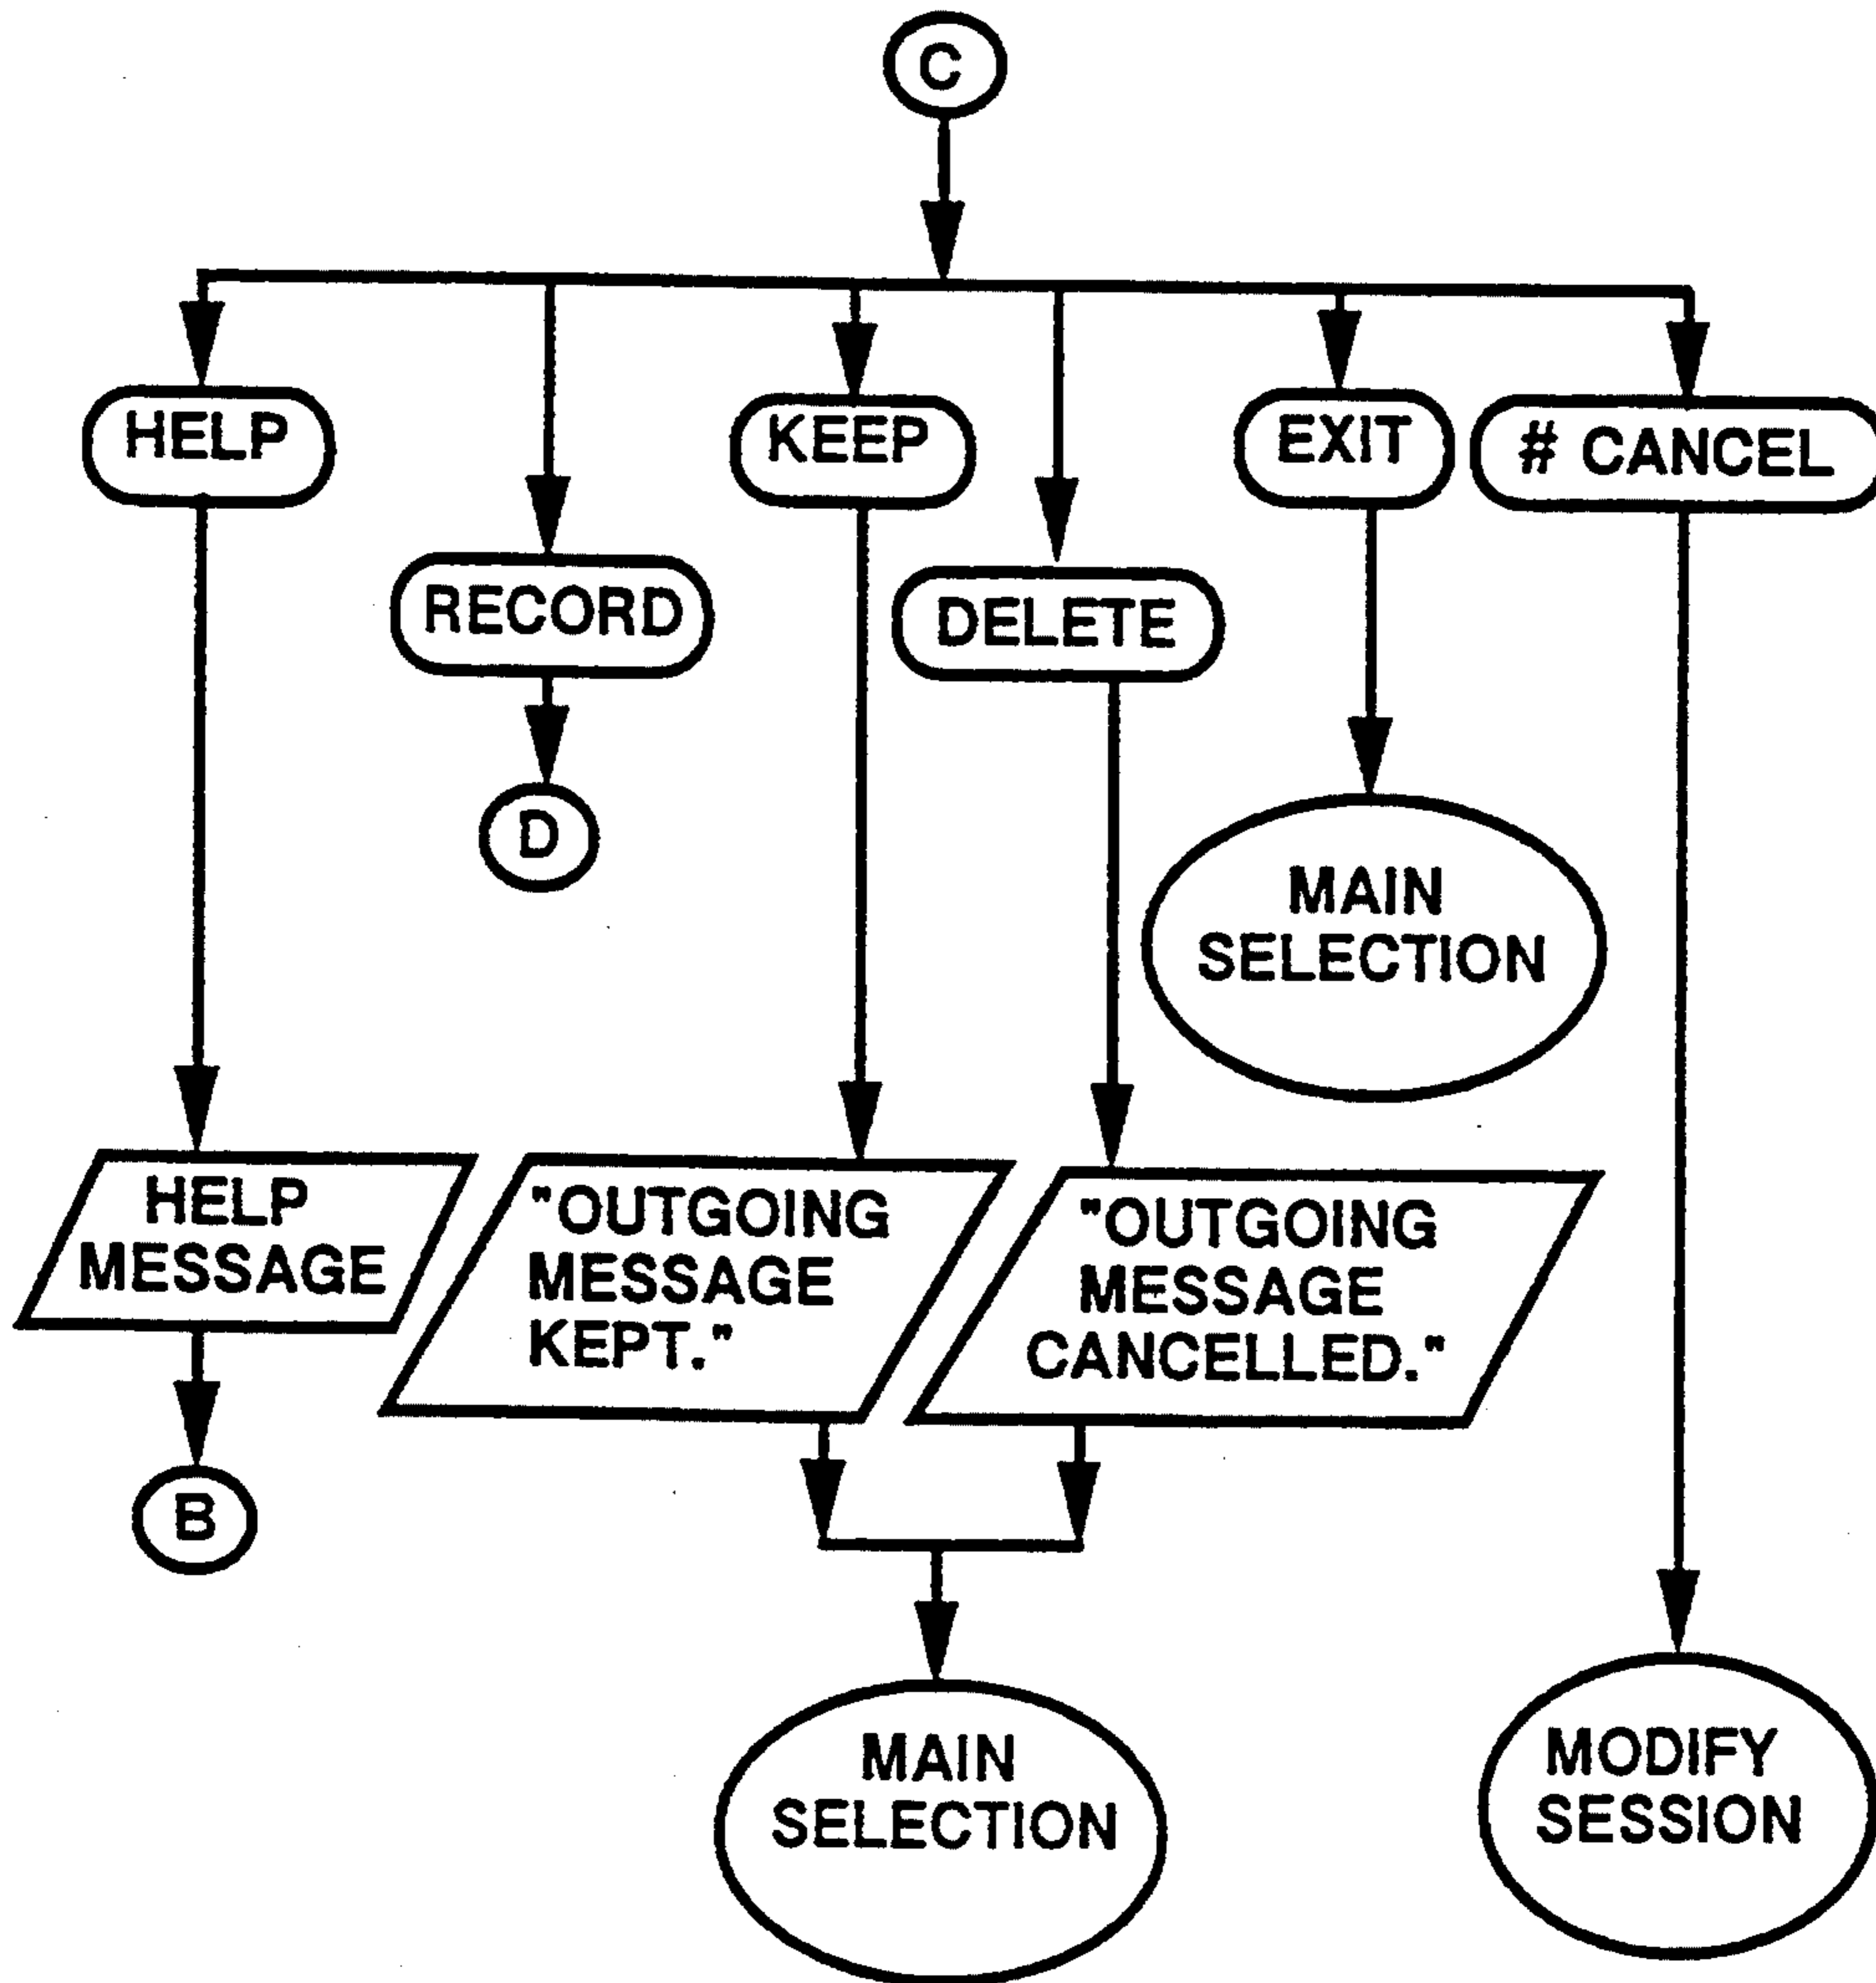 C
HELP
KEEP
EXIT
# CANCEL
RECORD
DELETE
D
MAIN
SELECTION
HELP
MESSAGE
"OUTGOING
MESSAGE
KEPT."
"OUTGOING
MESSAGE
CANCELLED."
B
MAIN
SELECTION
MODIFY
SESSION